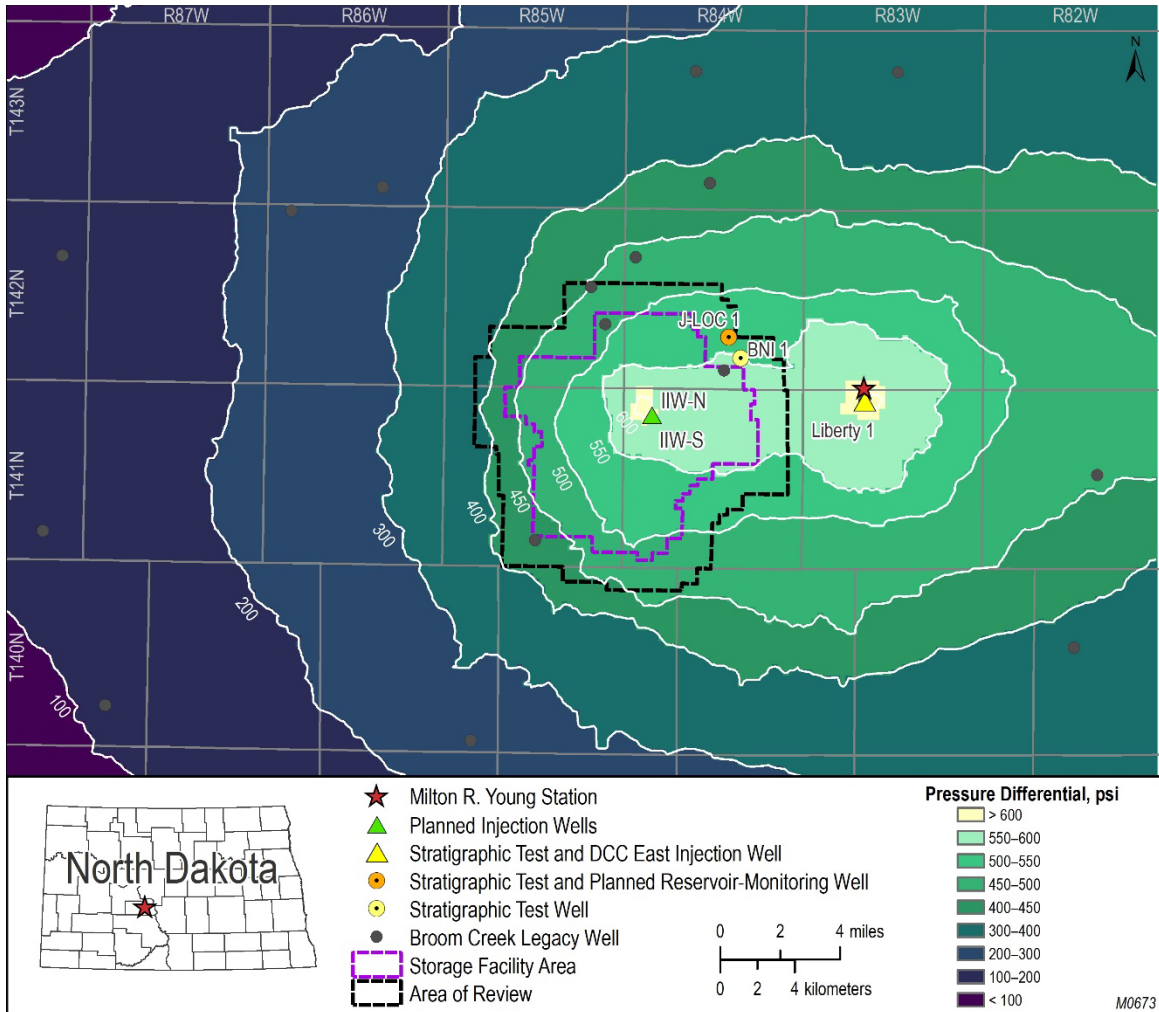 R87W R86W R85W R84W R83W R82W
N
T143N
T142N
J-LOC 1
BNI 1
IIW-N
600
Liberty 1
IIW-S
550
500
T141N
450
400
300
200
T140N
100
Pressure Differential, psi
Milton R. Young Station
> 600
Planned Injection Wells
550–600
Stratigraphic Test and DCC East Injection Well
500–550
North Dakota
Stratigraphic Test and Planned Reservoir-Monitoring Well
450–500
Stratigraphic Test Well
400–450
Broom Creek Legacy Well
300–400
0 2 4 miles
Storage Facility Area
200–300
100–200
0 2 4 kilometers
Area of Review
< 100
M0673